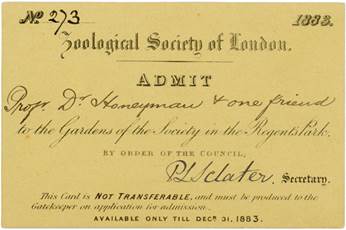 No 273 1883.
Zoological Society of London.
ADMIT
Prof. Dr. Honeyman & one friend
to the Gardens of the Society in the Regents Park.
BY ORDER OF THE COUNCIL,
P L Sclater, Secretary.
This Card is NOT TRANSFERABLE, and must be produced to the
Gatekeeper on application for admission.
AVAILABLE ONLY TILL DECR. 31, 1883.